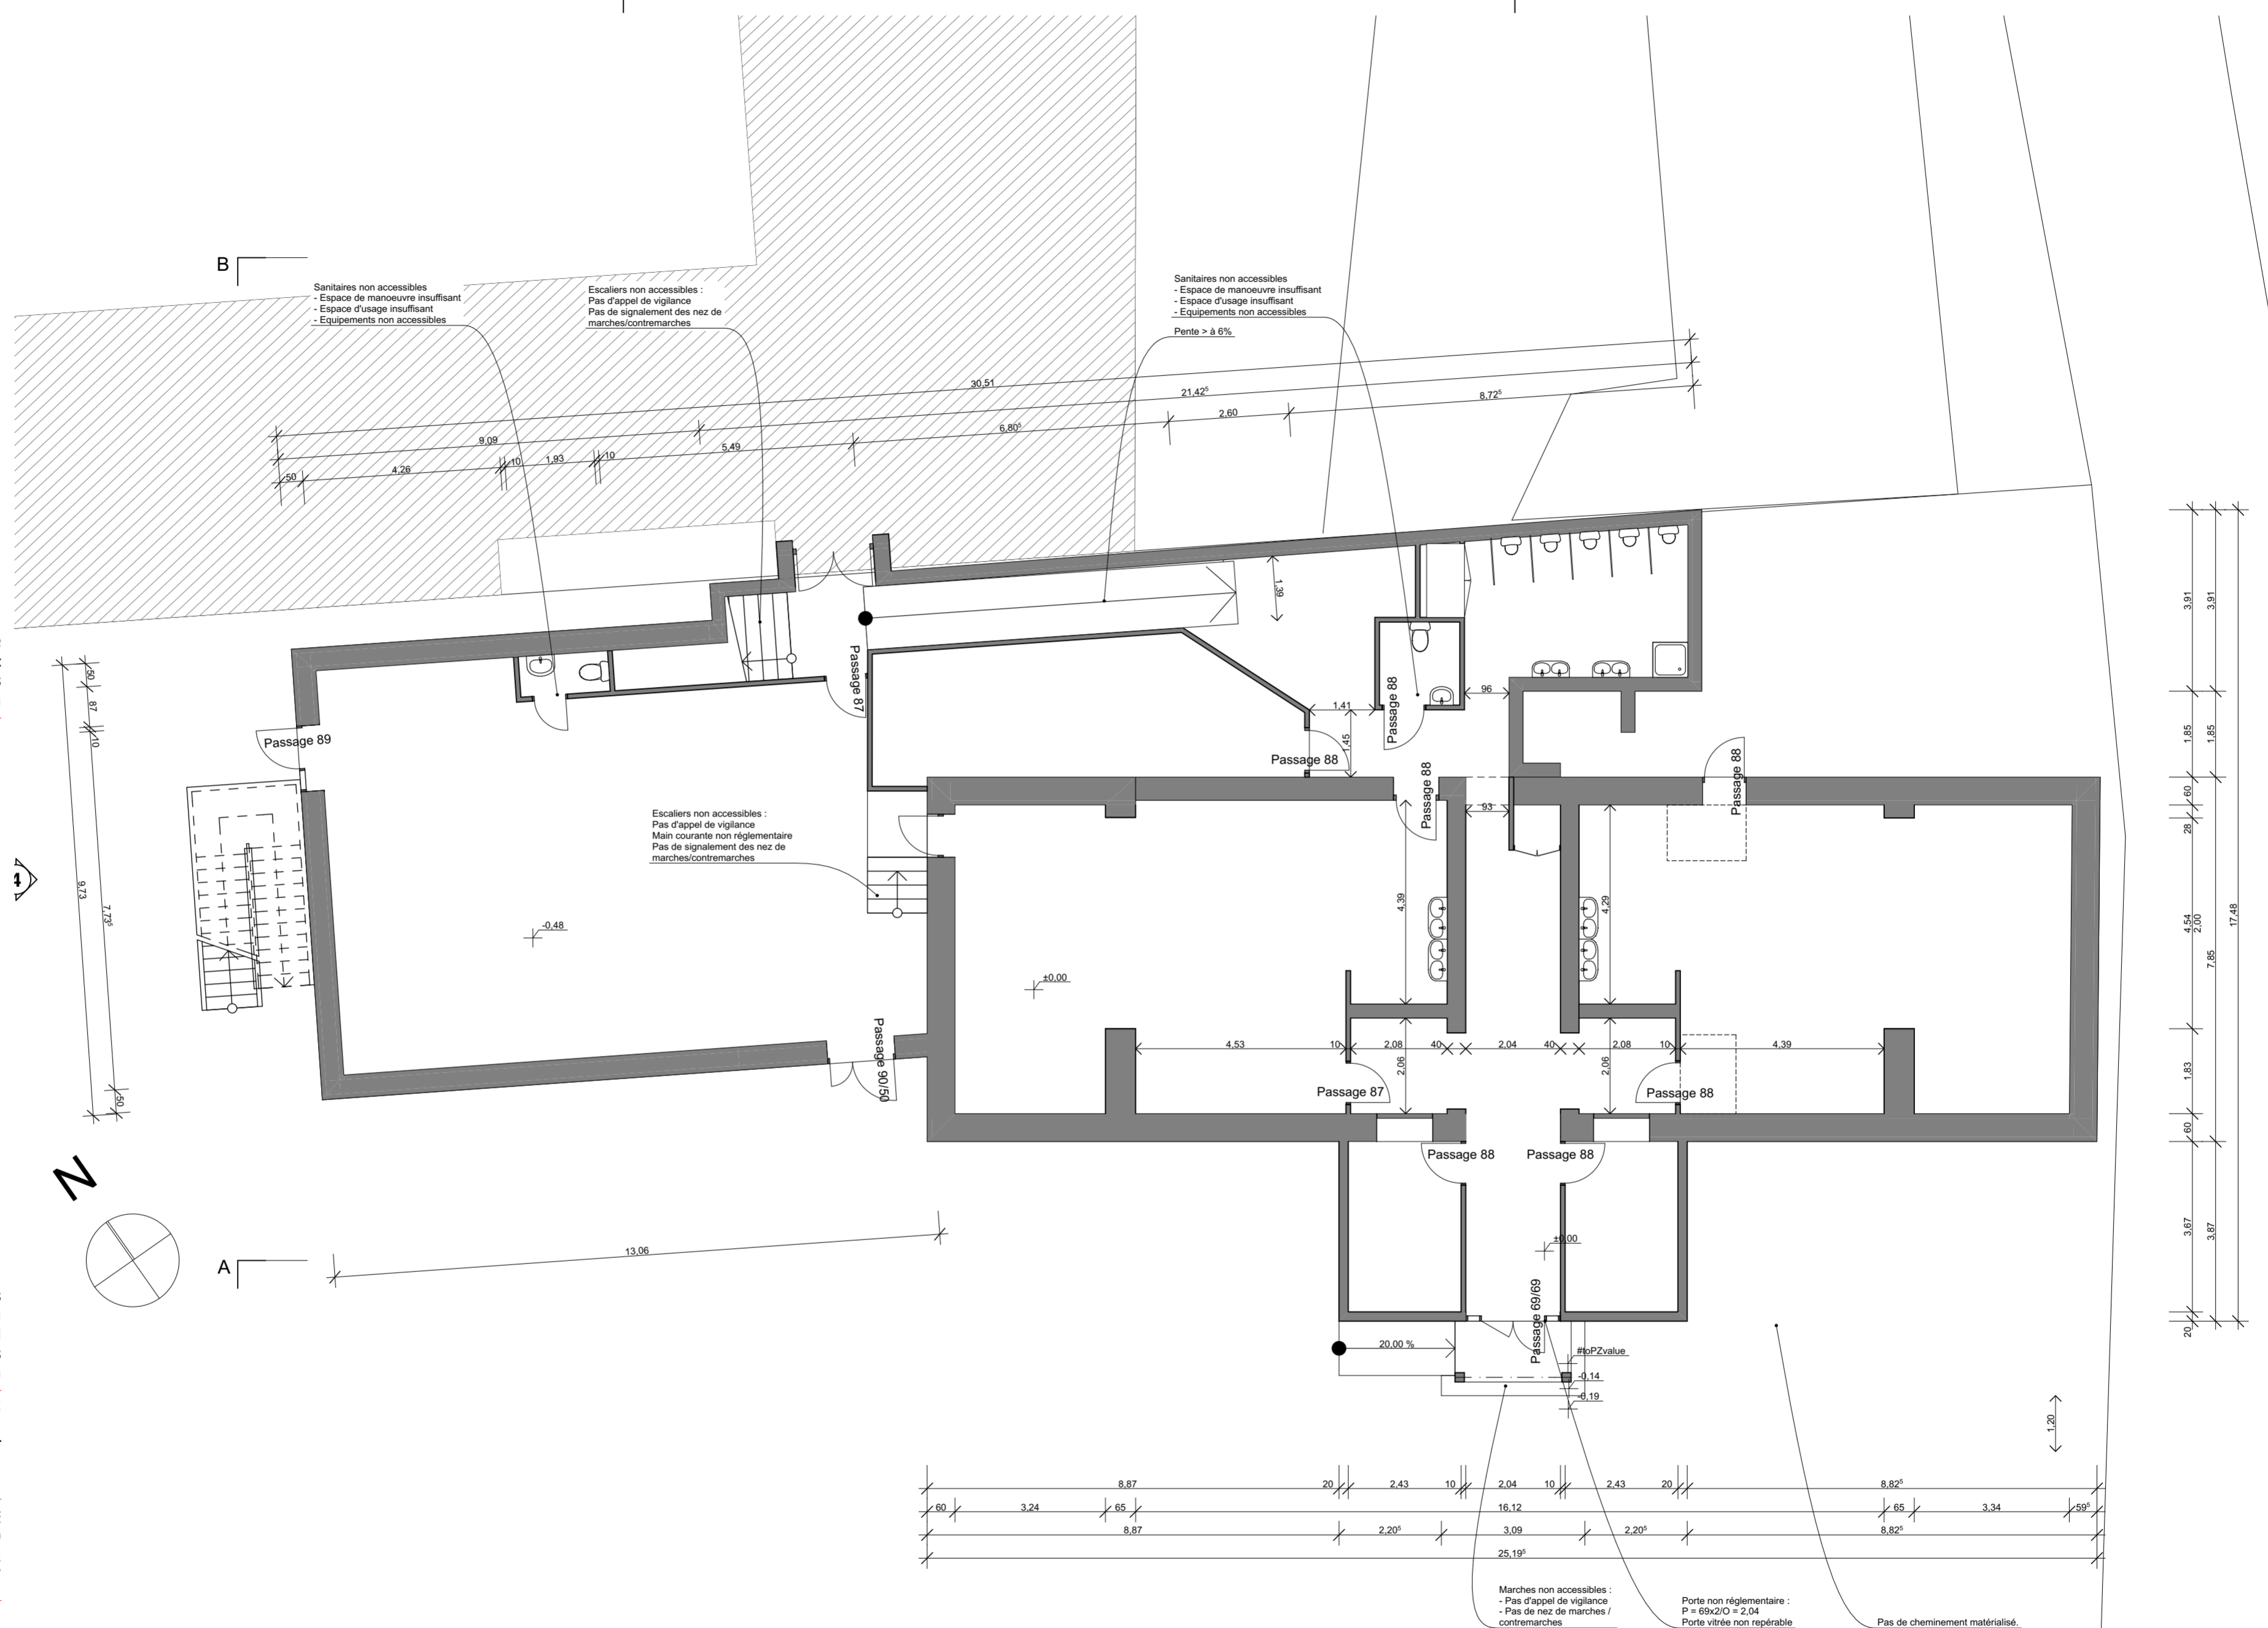 B
Sanitaires non accessibles
- Espace de manoeuvre insuffisant
- Espace d'usage insuffisant
- Equipements non accessibles
Escaliers non accessibles :
Pas d'appel de vigilance
Pas de signalement des nez de
marches/contremarches
Sanitaires non accessibles
- Espace de manoeuvre insuffisant
- Espace d'usage insuffisant
- Equipements non accessibles
Pente > à 6%
30,51
21,42⁵
8,72⁵
2,60
6,80⁵
9,09
5,49
10
1,93
10
4,26
50
1,39
3,91
3,91
50
87
10
9,73
7,73⁵
50
Passage 87
Passage 89
96
1,41
1,45
Passage 88
Passage 88
Passage 88
Passage 88
93
1,85
1,85
60
28
4,54
2,00
7,85
17,48
1,83
60
3,67
3,87
20
Escaliers non accessibles :
Pas d'appel de vigilance
Main courante non réglementaire
Pas de signalement des nez de
marches/contremarches
4
-0,48
±0,00
4,39
4,29
4,53
10
2,08
40
2,04
40
2,08
10
4,39
2,06
2,06
Passage 90/50
Passage 87
Passage 88
Passage 88
Passage 88
N
A
13,06
±0,00
Passage 69/69
20,00 %
#toPZvalue
-0,14
-0,19
1,20
8,87
20
2,43
10
2,04
10
2,43
20
8,82⁵
60
3,24
65
16,12
65
3,34
59⁵
8,87
2,20⁵
3,09
2,20⁵
8,82⁵
25,19⁵
Marches non accessibles :
- Pas d'appel de vigilance
- Pas de nez de marches /
contremarches
Porte non réglementaire :
P = 69x2/O = 2,04
Porte vitrée non repérable
Pas de cheminement matérialisé.